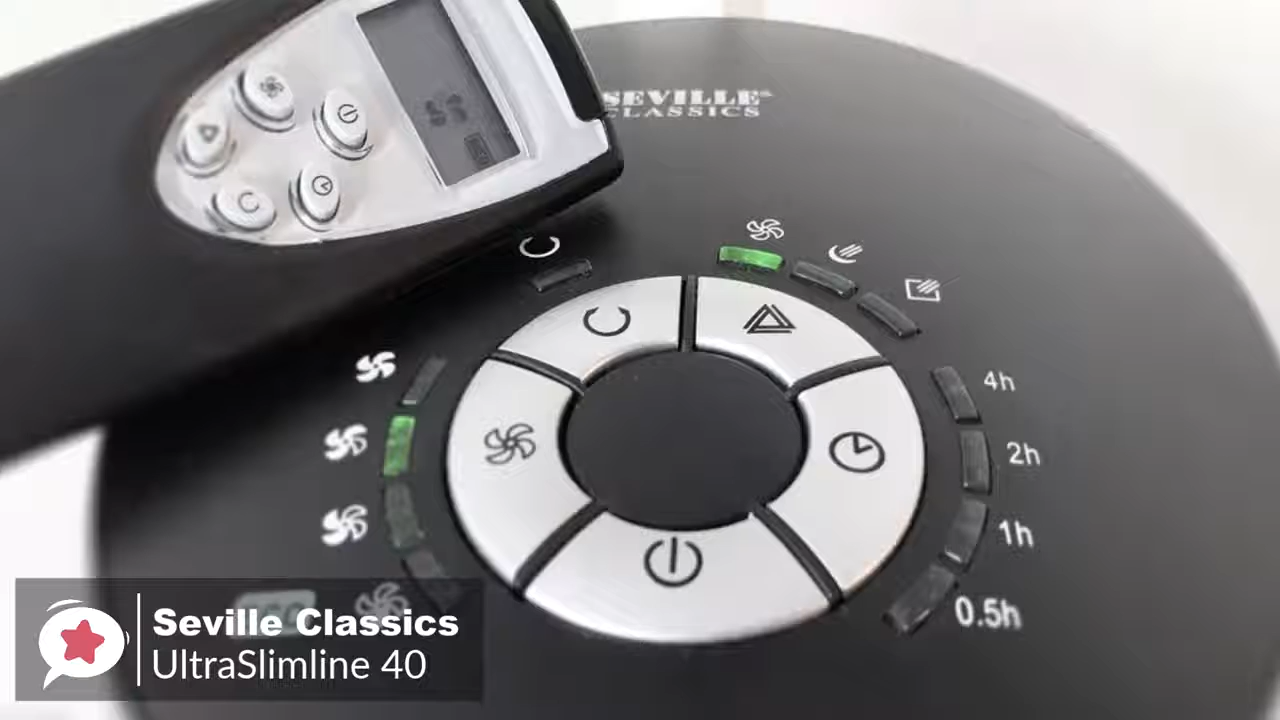 SEVILLE
CLASSICS
4h
2h
1h
0.5h
Seville Classics
UltraSlimline 40